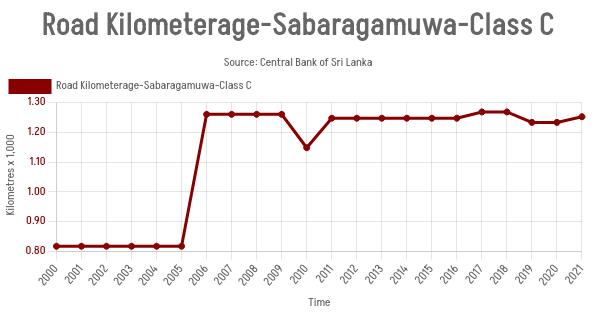 Road Kilometerage-Sabaragamuwa-Class C
Source: Central Bank of Sri Lanka
Road Kilometerage-Sabaragamuwa-Class C
Kilometres x 1,000
1.30
1.20
1.10
1.00
0.90
0.80
2000 2001 2002 2003 2004 2005 2006 2007 2008 2009 2010 2011 2012 2013 2014 2015 2016 2017 2018 2019 2020 2021
Time